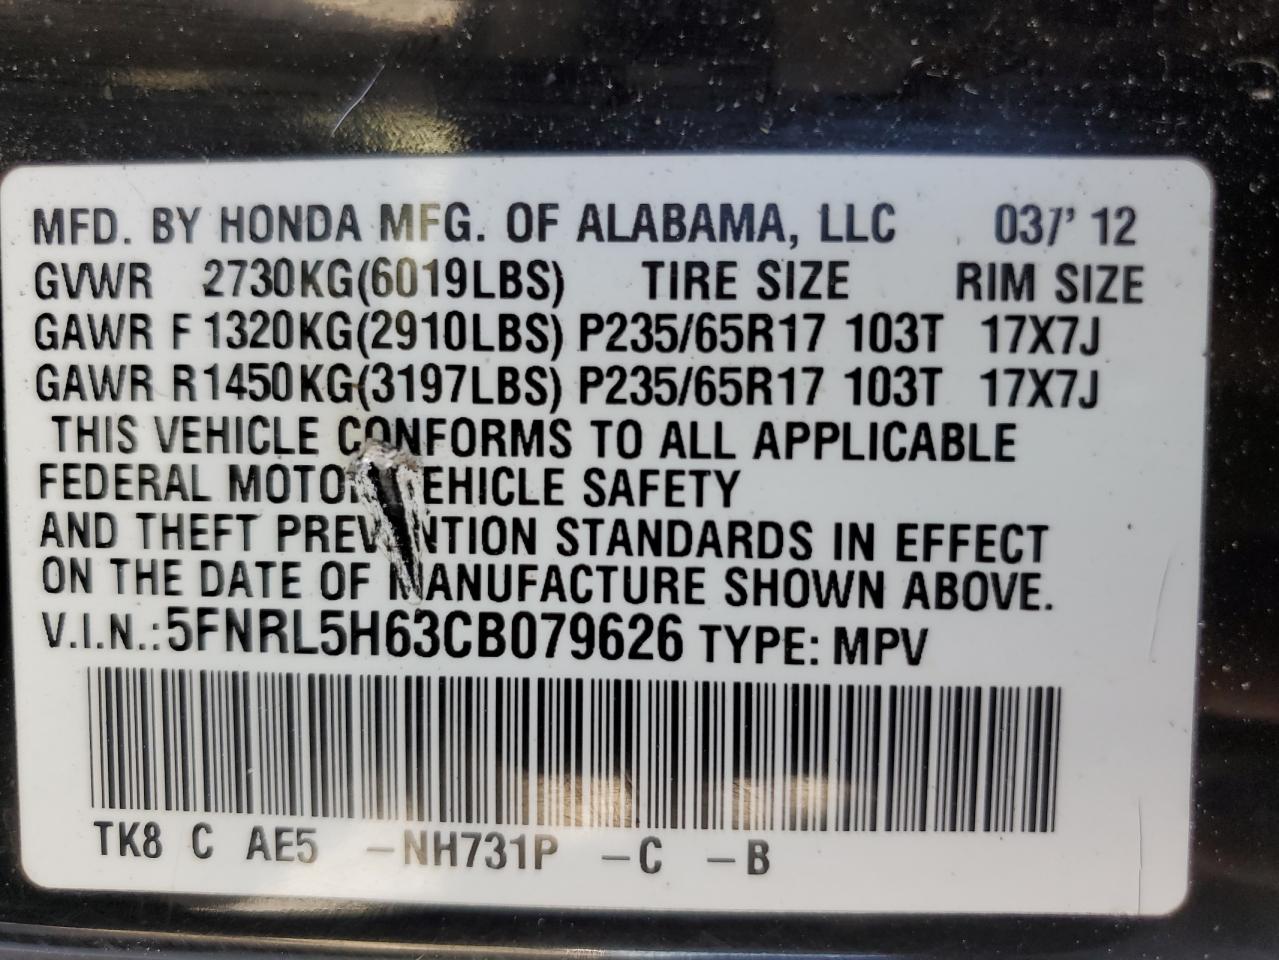 MFD. BY HONDA MFG. OF ALABAMA, LLC 03/' 12
GVWR 2730KG(6019LBS) TIRE SIZE RIM SIZE
GAWR F 1320KG(2910LBS) P235/65R17 103T 17X7J
GAWR R1450KG(3197LBS) P235/65R17 103T 17X7J
THIS VEHICLE CONFORMS TO ALL APPLICABLE
FEDERAL MOTOR VEHICLE SAFETY
AND THEFT PREVENTION STANDARDS IN EFFECT
ON THE DATE OF MANUFACTURE SHOWN ABOVE.
V.I.N.:5FNRL5H63CB079626 TYPE: MPV
TK8 C AE5 -NH731P -C -B